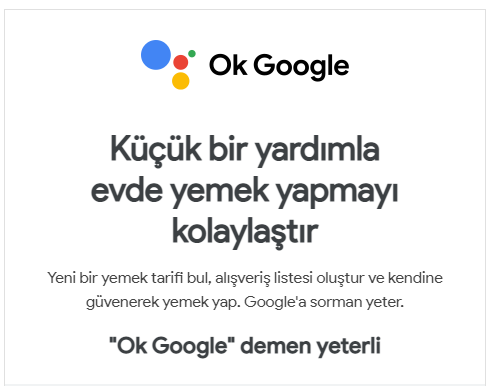 Ok Google
Küçük bir yardımla
evde yemek yapmayı
kolaylaştır
Yeni bir yemek tarifi bul, alışveriş listesi oluştur ve kendine
güvenerek yemek yap. Google'a sorman yeter.
"Ok Google" demen yeterli